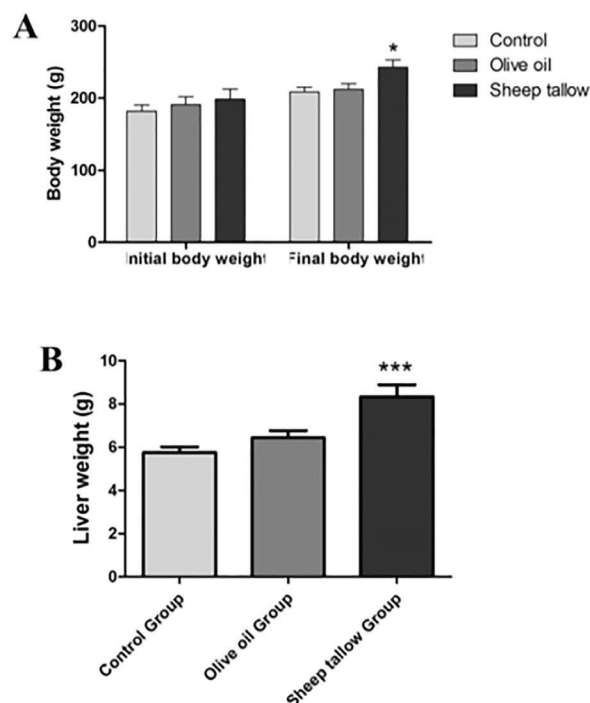 A
Body weight (g)
300
200
100
0
*
Initial body weight
Final body weight
Control
Olive oil
Sheep tallow
B
Liver weight (g)
10
8
6
4
2
0
***
Control Group
Olive oil Group
Sheep tallow Group